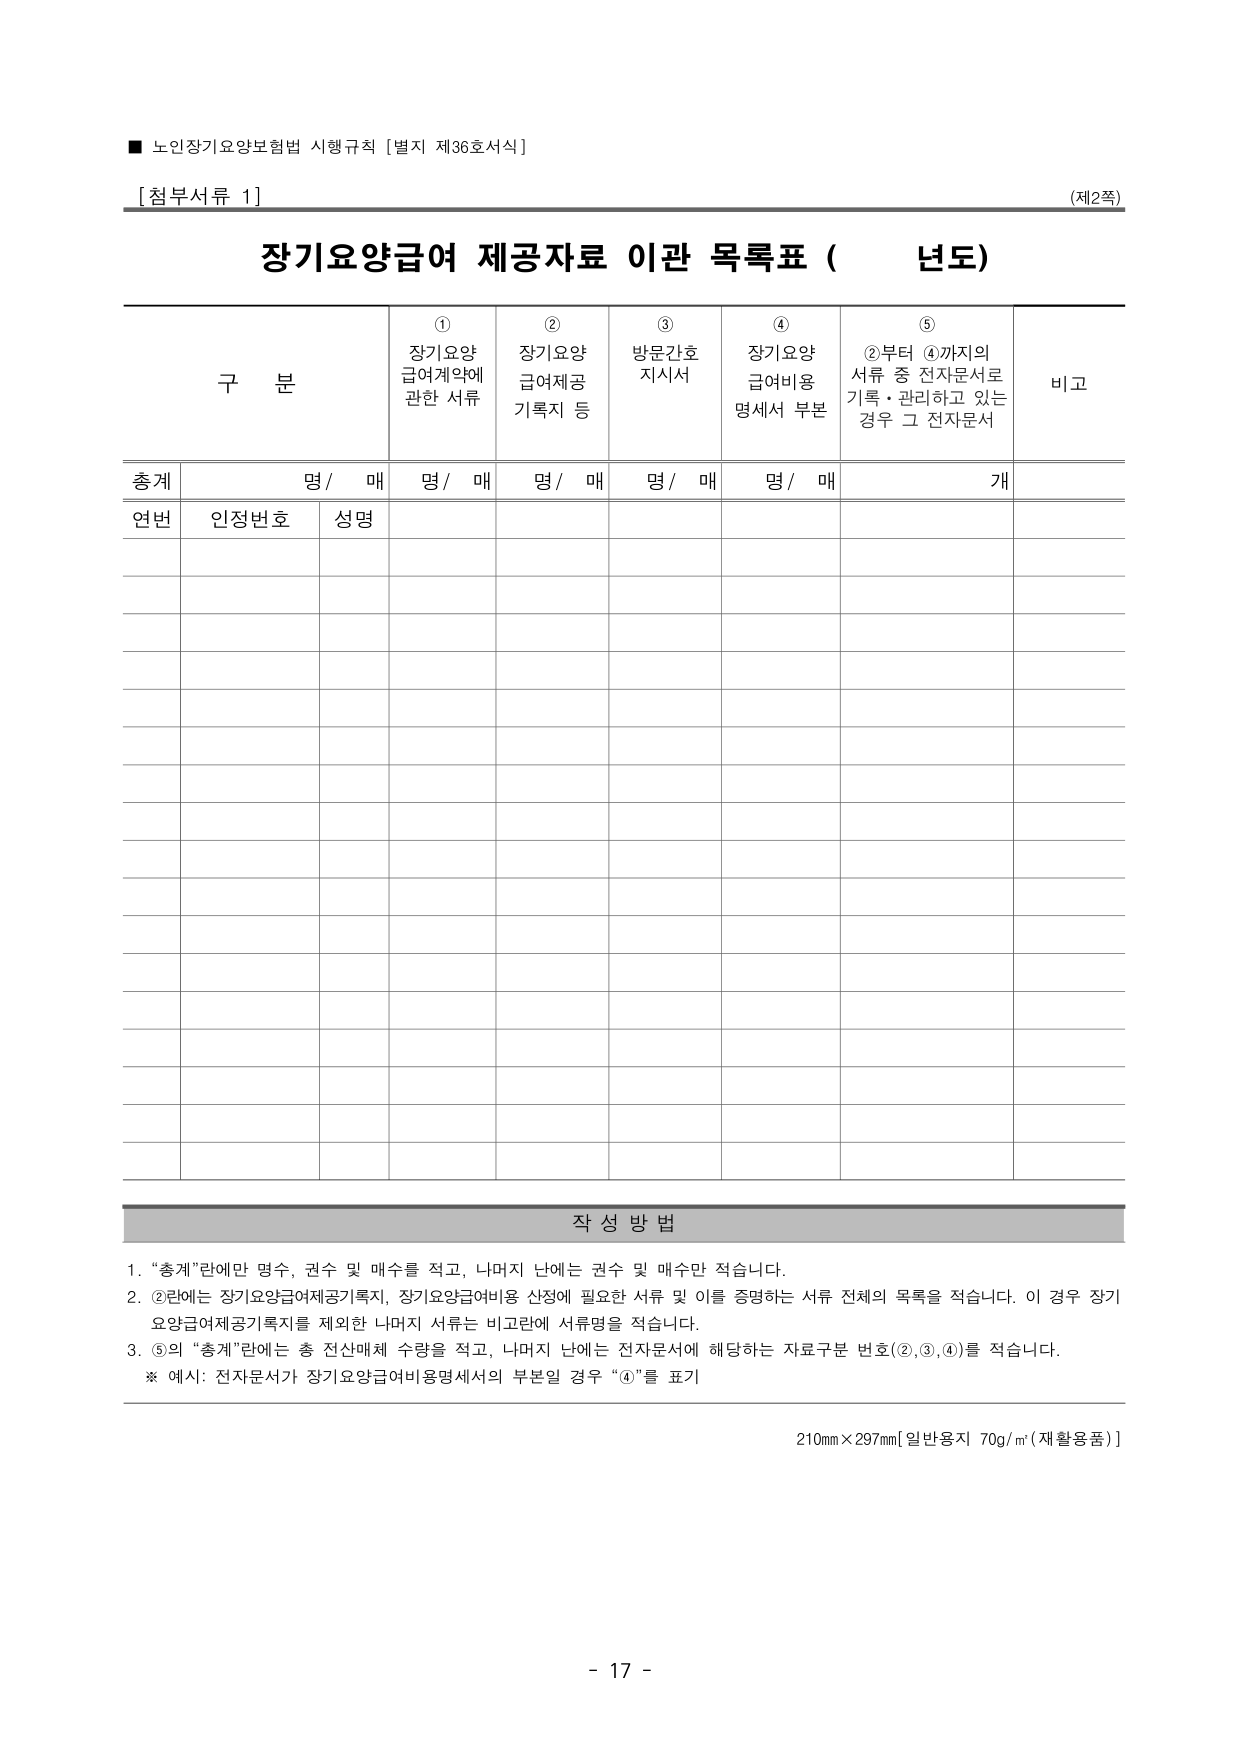 ■ 노인장기요양보험법 시행규칙 [별지 제36호서식]
[첨부서류 1]
(제2쪽)
장기요양급여 제공자료 이관 목록표 (    년도)
구 분
①
장기요양
급여계약에
관한 서류
②
장기요양
급여제공
기록지 등
③
방문간호
지시서
④
장기요양
급여비용
명세서 부본
⑤
②부터 ④까지의
서류 중 전자문서로
기록·관리하고 있는
경우 그 전자문서
비고
총계 명/ 매 명/ 매 명/ 매 명/ 매 명/ 매 개
연번 인정번호 성명
작 성 방 법
1. “총계”란에만 명수, 권수 및 매수를 적고, 나머지 난에는 권수 및 매수만 적습니다.
2. ②란에는 장기요양급여제공기록지, 장기요양급여비용 산정에 필요한 서류 및 이를 증명하는 서류 전체의 목록을 적습니다. 이 경우 장기
요양급여제공기록지를 제외한 나머지 서류는 비고란에 서류명을 적습니다.
3. ⑤의 “총계”란에는 총 전산매체 수량을 적고, 나머지 난에는 전자문서에 해당하는 자료구분 번호(②,③,④)를 적습니다.
※ 예시: 전자문서가 장기요양급여비용명세서의 부본일 경우 “④”를 표기
210㎜×297㎜[일반용지 70g/㎡(재활용품)]
- 17 -